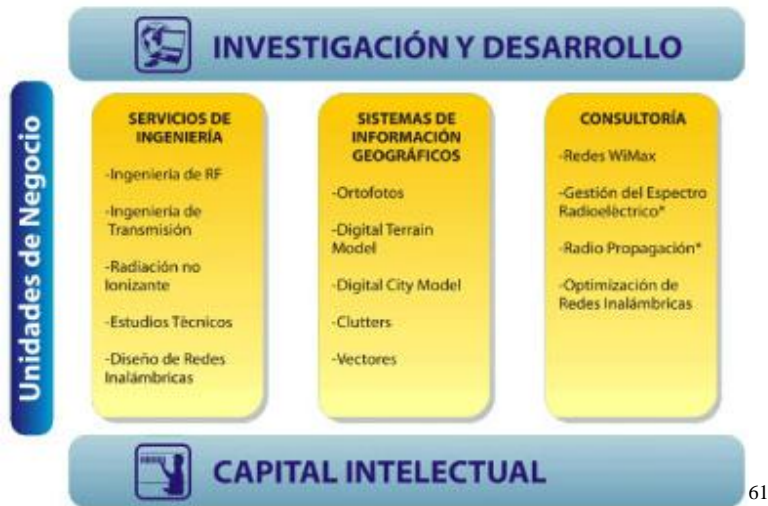 INVESTIGACIÓN Y DESARROLLO
Unidades de Negocio
SERVICIOS DE
INGENIERÍA
-Ingeniería de RF
-Ingeniería de
Transmisión
-Radiación no
Ionizante
-Estudios Tècnicos
-Diseño de Redes
Inalámbricas
SISTEMAS DE
INFORMACIÓN
GEOGRÁFICOS
-Ortofotos
-Digital Terrain
Model
-Digital City Model
-Clutters
-Vectores
CONSULTORÍA
-Redes WiMax
-Gestión del Espectro
Radioelèctrico*
-Radio Propagación*
-Optimización de
Redes Inalámbricas
CAPITAL INTELECTUAL
61